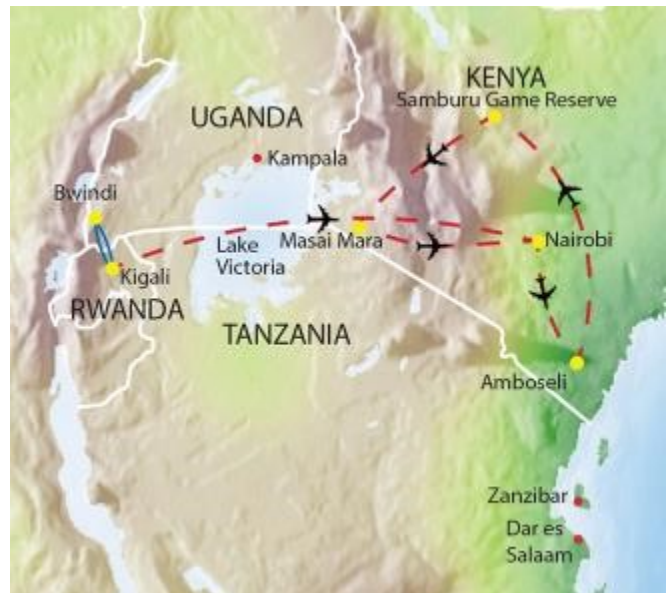 KENYA
Samburu Game Reserve
UGANDA
Kampala
Bwindi
Masai Mara
Nairobi
Lake
Victoria
Kigali
RWANDA
TANZANIA
Amboseli
Zanzibar
Dar es
Salaam